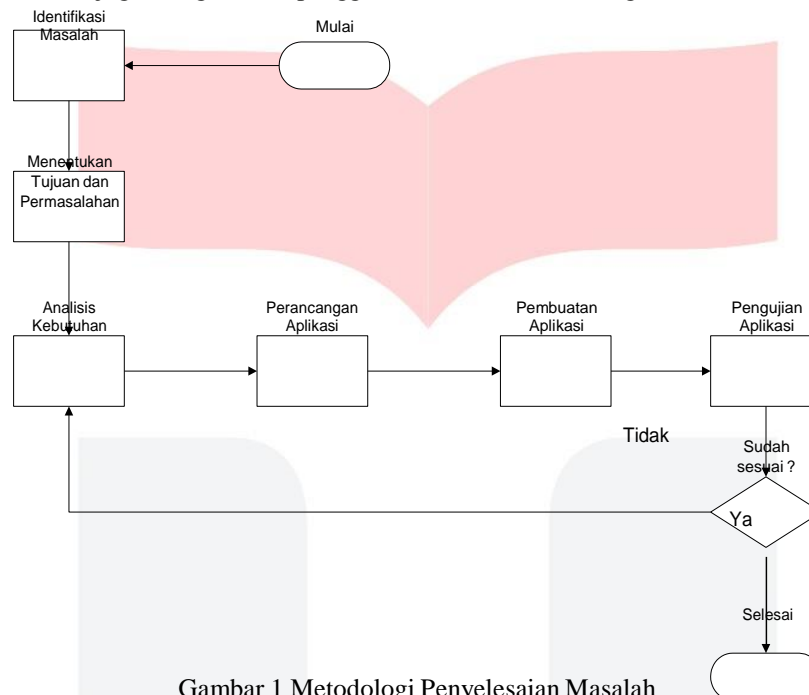 Identifikasi
Masalah
Mulai
Menentukan
Tujuan dan
Permasalahan
Analisis
Kebutuhan
Perancangan
Aplikasi
Pembuatan
Aplikasi
Pengujian
Aplikasi
Tidak
Sudah
sesuai ?
Ya
Selesai
Gambar 1 Metodologi Penyelesaian Masalah